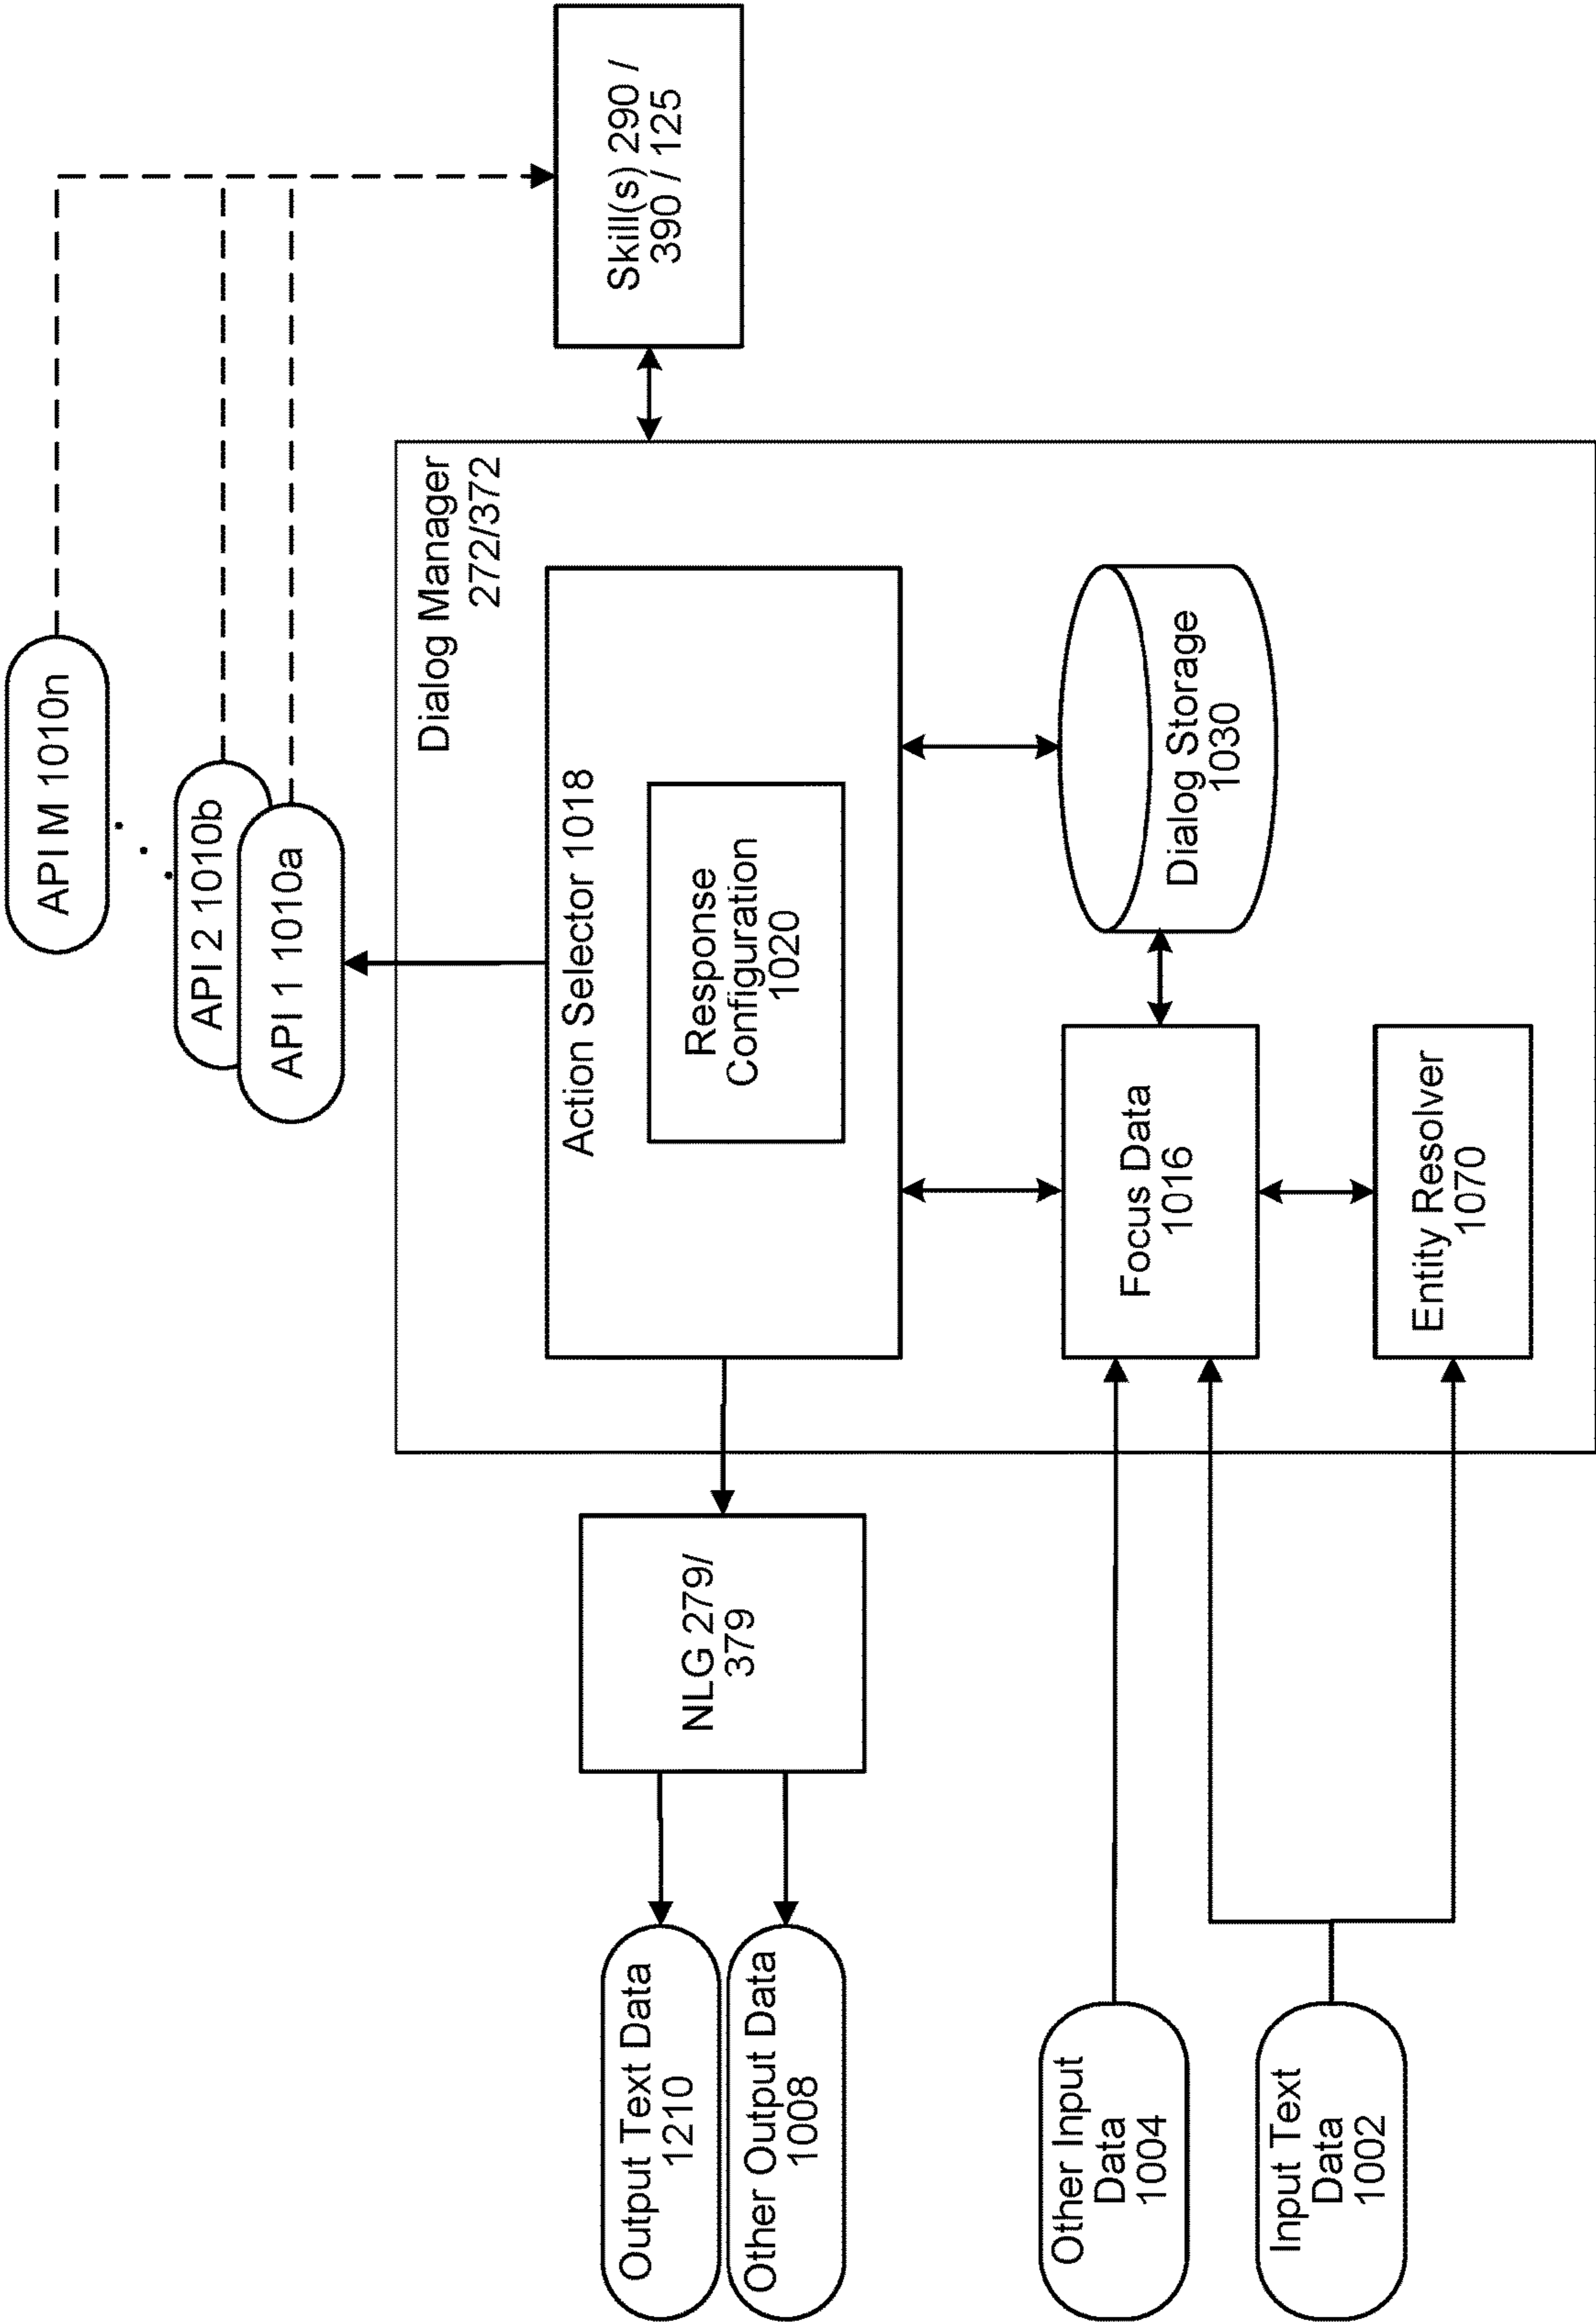 API M 1010n
API 2 1010b
API 1 1010a
Dialog Manager
272/372
Skill(s) 290 /
390 / 125
Action Selector 1018
Response
Configuration
1020
NLG 279/
379
Output Text Data
1210
Other Output Data
1008
Other Input
Data
1004
Input Text
Data
1002
Focus Data
1016
Dialog Storage
1030
Entity Resolver
1070